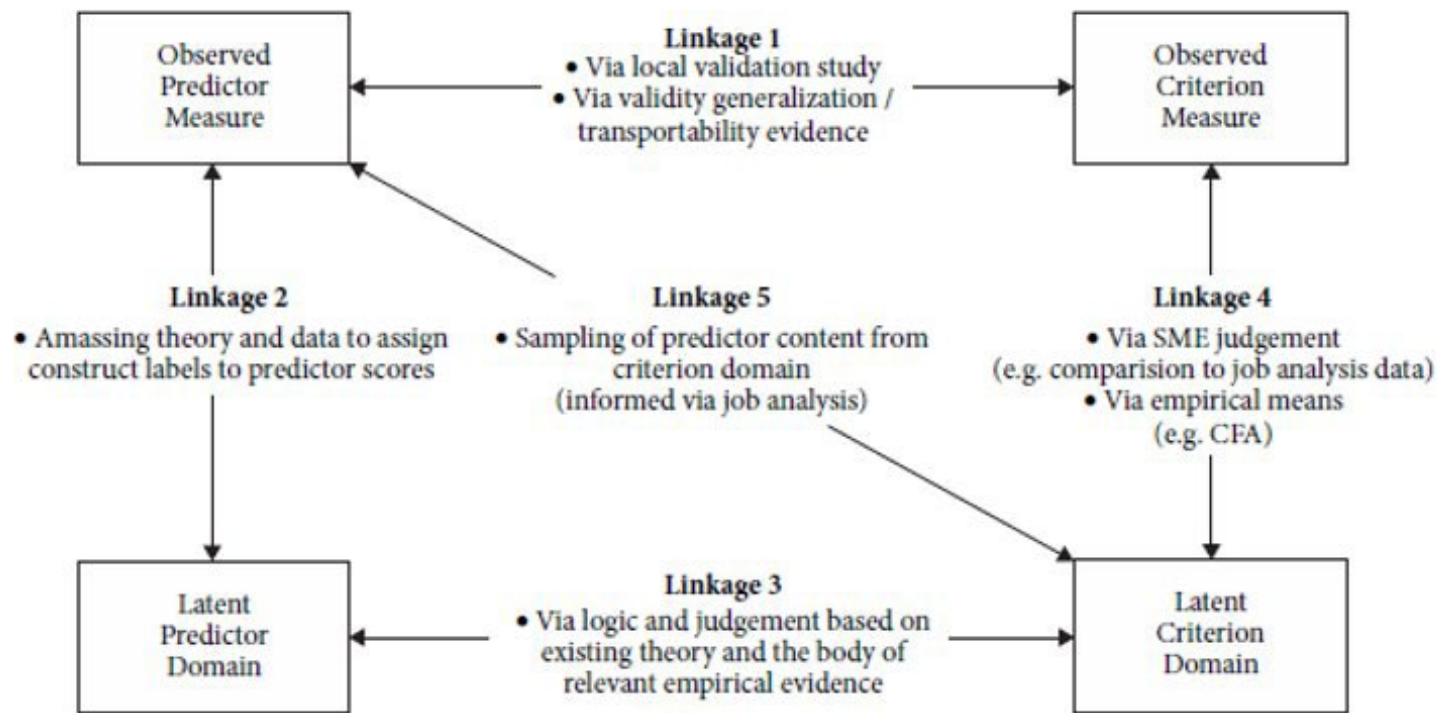 Observed
Predictor
Measure
Linkage 1
• Via local validation study
• Via validity generalization /
transportability evidence
Observed
Criterion
Measure
Linkage 2
• Amassing theory and data to assign
construct labels to predictor scores
Linkage 5
• Sampling of predictor content from
criterion domain
(informed via job analysis)
Linkage 4
• Via SME judgement
(e.g. comparision to job analysis data)
• Via empirical means
(e.g. CFA)
Latent
Predictor
Domain
Linkage 3
• Via logic and judgement based on
existing theory and the body of
relevant empirical evidence
Latent
Criterion
Domain